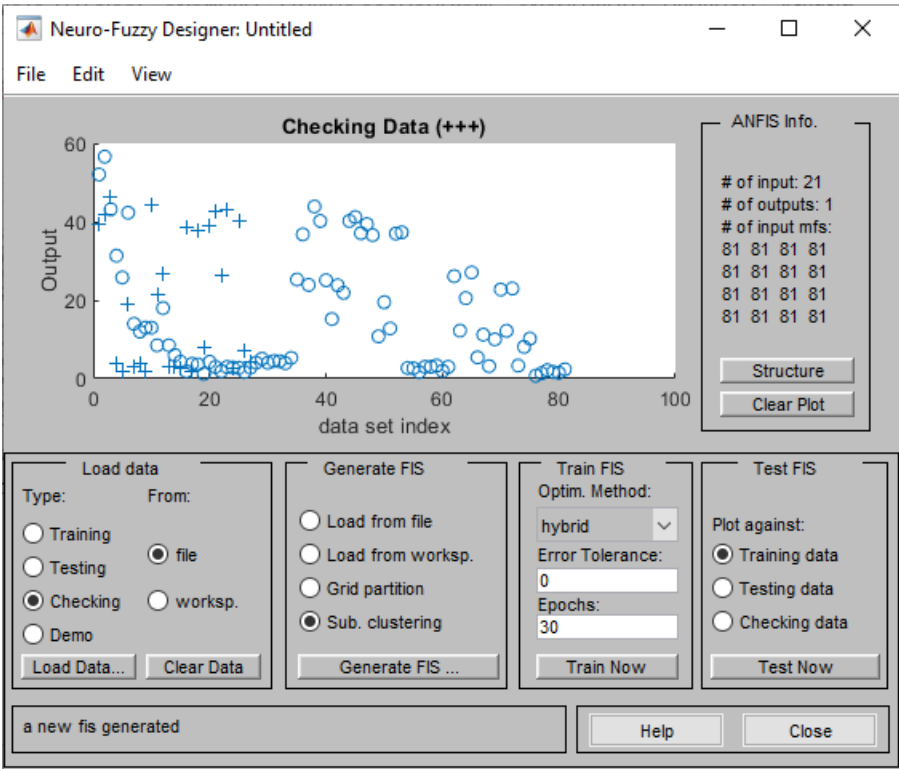 Neuro-Fuzzy Designer: Untitled
File Edit View
Checking Data (+++)
60
40
20
0
Output
0 20 40 60 80 100
data set index
ANFIS Info.
# of input: 21
# of outputs: 1
# of input mfs:
81 81 81 81
81 81 81 81
81 81 81 81
81 81 81 81
Structure
Clear Plot
Load data
Type: From:
Training
Testing
Checking
Demo
file
worksp.
Load Data... Clear Data
Generate FIS
Load from file
Load from worksp.
Grid partition
Sub. clustering
Generate FIS ...
Train FIS
Optim. Method:
hybrid
Error Tolerance:
0
Epochs:
30
Train Now
Test FIS
Plot against:
Training data
Testing data
Checking data
Test Now
a new fis generated
Help Close